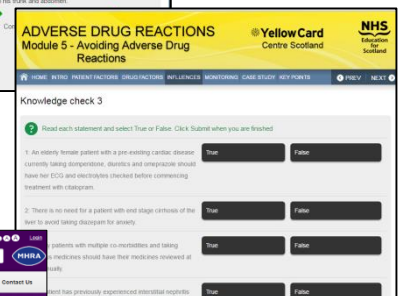 his trunk and abdomen.
ADVERSE DRUG REACTIONS
Module 5 - Avoiding Adverse Drug
Reactions
YellowCard
Centre Scotland
NHS
Education
for
Scotland
HOME INTRO PATIENT FACTORS DRUG FACTORS INFLUENCES MONITORING CASE STUDY KEY POINTS PREV NEXT
Knowledge check 3
Read each statement and select True or False. Click Submit when you are finished
1. An elderly female patient with a pre-existing cardiac disease
currently taking domperidone, diuretics and omeprazole should
have her ECG and electrolytes checked before commencing
treatment with citalopram.
True False
2. There is no need for a patient with end stage cirrhosis of the
liver to avoid taking diazepam for anxiety.
True False
patients with multiple co-morbidities and taking
medicines should have their medicines reviewed at
True False
patient has previously experienced interstitial nephritis
True False
MHRA
Contact Us